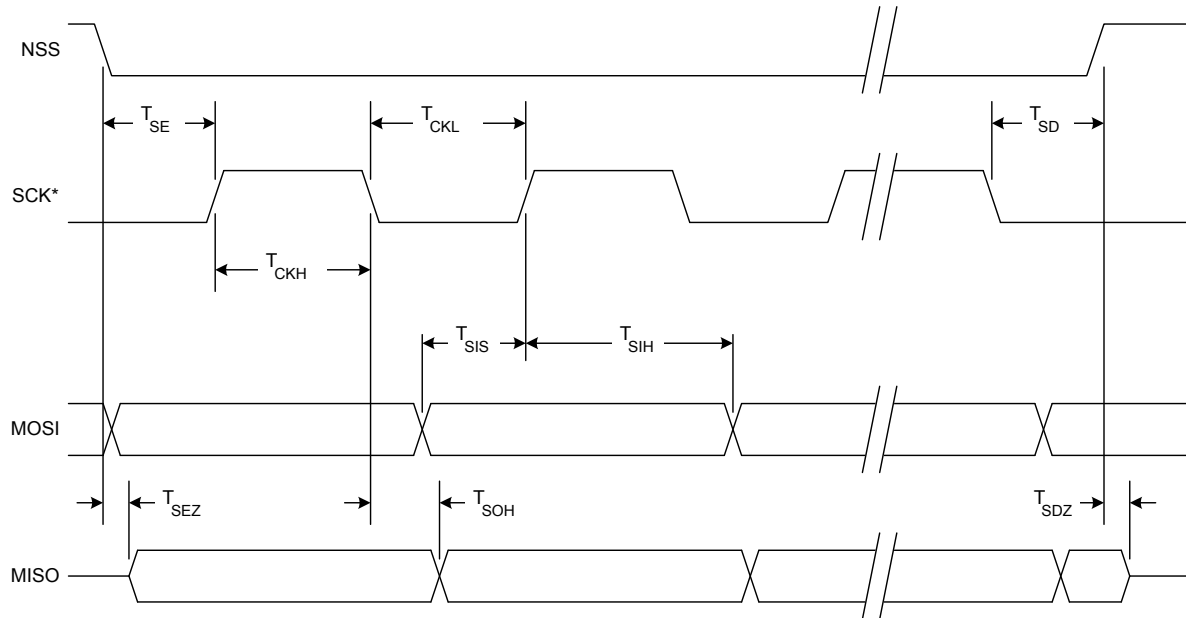 NSS
T_SE
T_CKL
T_SD
SCK*
T_CKH
T_SIS
T_SIH
MOSI
T_SEZ
T_SOH
T_SDZ
MISO